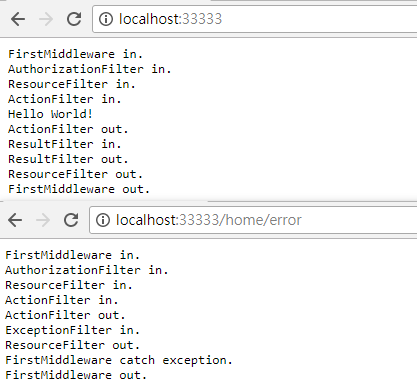 localhost:33333
FirstMiddleware in.
AuthorizationFilter in.
ResourceFilter in.
ActionFilter in.
Hello World!
ActionFilter out.
ResultFilter in.
ResultFilter out.
ResourceFilter out.
FirstMiddleware out.
localhost:33333/home/error
FirstMiddleware in.
AuthorizationFilter in.
ResourceFilter in.
ActionFilter in.
ActionFilter out.
ExceptionFilter in.
ResourceFilter out.
FirstMiddleware catch exception.
FirstMiddleware out.